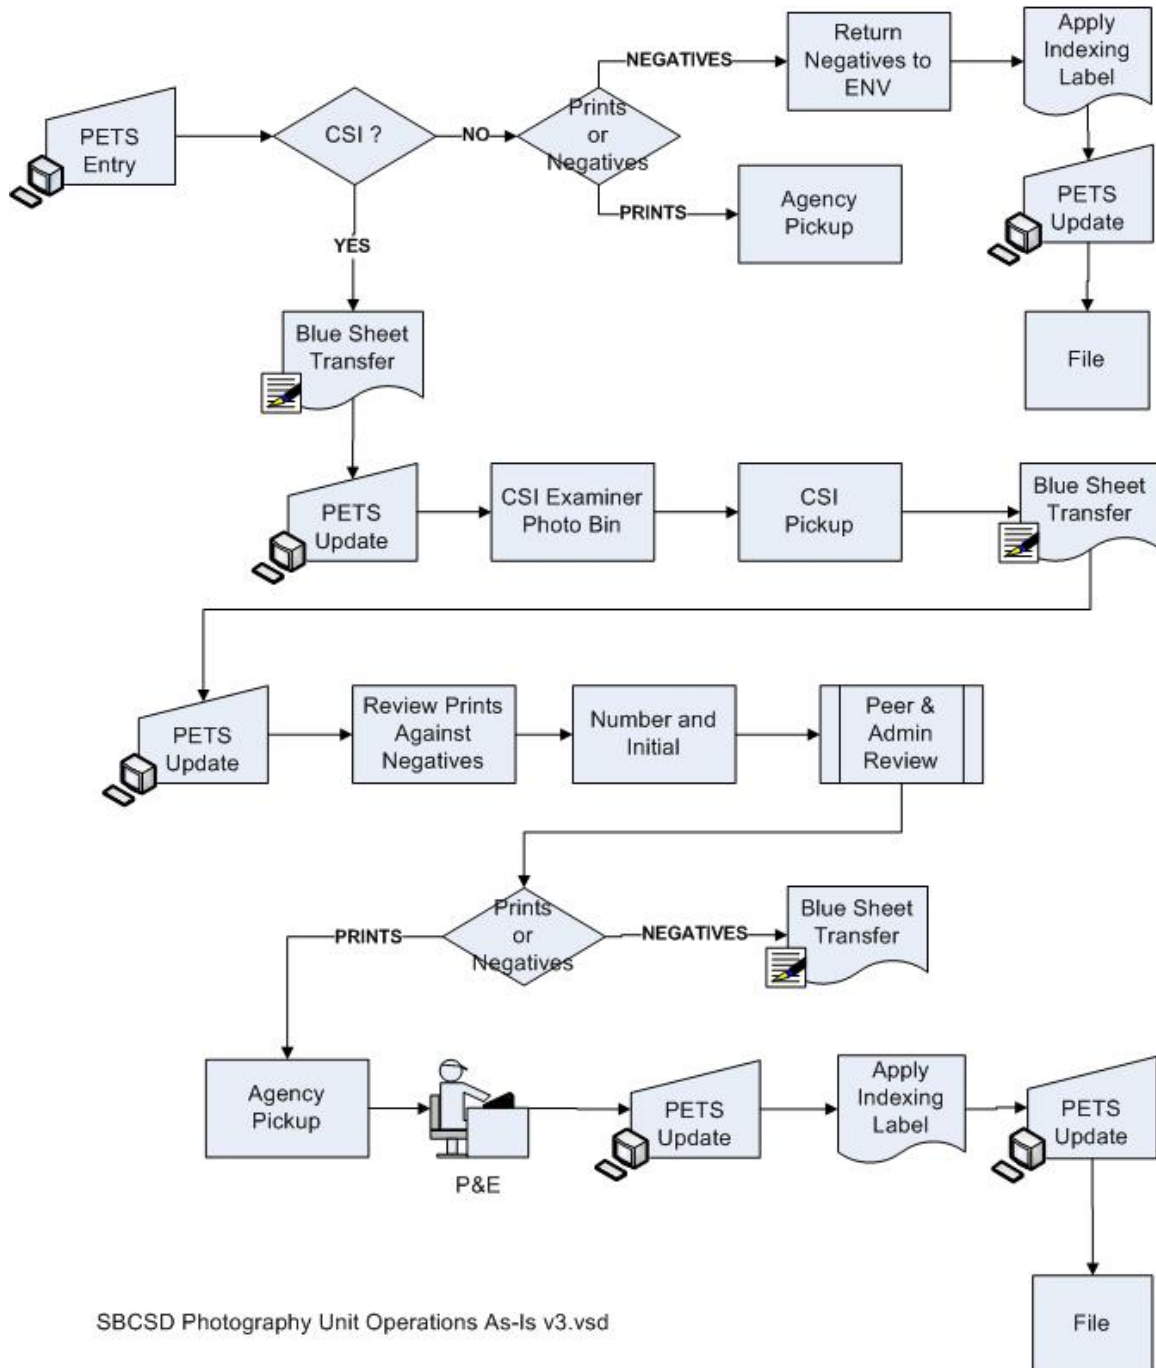 PETS
Entry
CSI ?
NO
YES
Prints
or
Negatives
NEGATIVES
PRINTS
Return
Negatives to
ENV
Apply
Indexing
Label
PETS
Update
File
Agency
Pickup
Blue Sheet
Transfer
PETS
Update
CSI Examiner
Photo Bin
CSI
Pickup
Blue Sheet
Transfer
PETS
Update
Review Prints
Against
Negatives
Number and
Initial
Peer &
Admin
Review
Prints
or
Negatives
PRINTS
NEGATIVES
Blue Sheet
Transfer
Agency
Pickup
P&E
PETS
Update
Apply
Indexing
Label
PETS
Update
File
SBCSD Photography Unit Operations As-Is v3.vsd